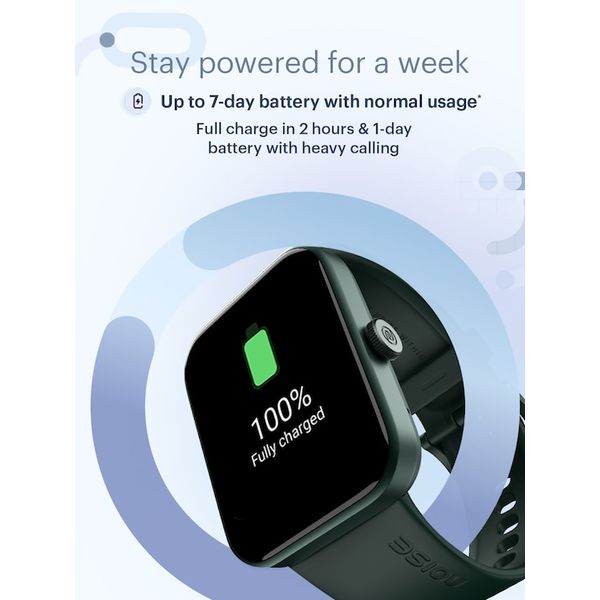 Stay powered for a week
Up to 7-day battery with normal usage*
Full charge in 2 hours & 1-day
battery with heavy calling
100%
Fully charged
NOISE